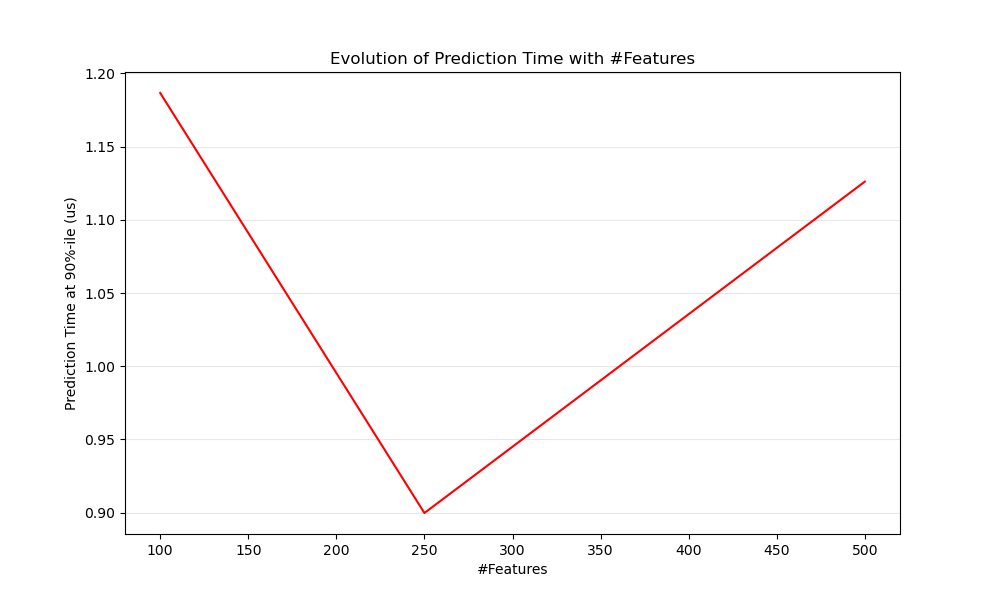 Evolution of Prediction Time with #Features
Prediction Time at 90%-ile (us)
1.20
1.15
1.10
1.05
1.00
0.95
0.90
100 150 200 250 300 350 400 450 500
#Features